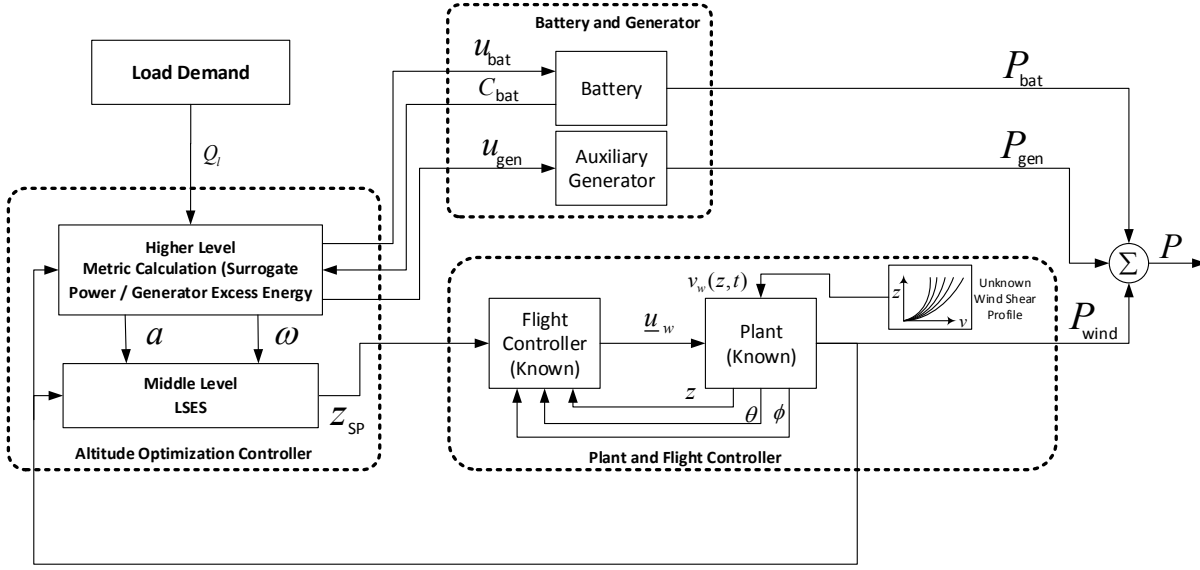 Battery and Generator
Load Demand
u_bat
C_bat
Battery
P_bat
Q_l
u_gen
Auxiliary
Generator
P_gen
Higher Level
Metric Calculation (Surrogate
Power / Generator Excess Energy
a
ω
Middle Level
LSES
z_SP
Altitude Optimization Controller
v_w(z,t)
z
v
Unknown
Wind Shear
Profile
Flight
Controller
(Known)
u_w
Plant
(Known)
z
θ
ϕ
Plant and Flight Controller
Σ
P
P_wind